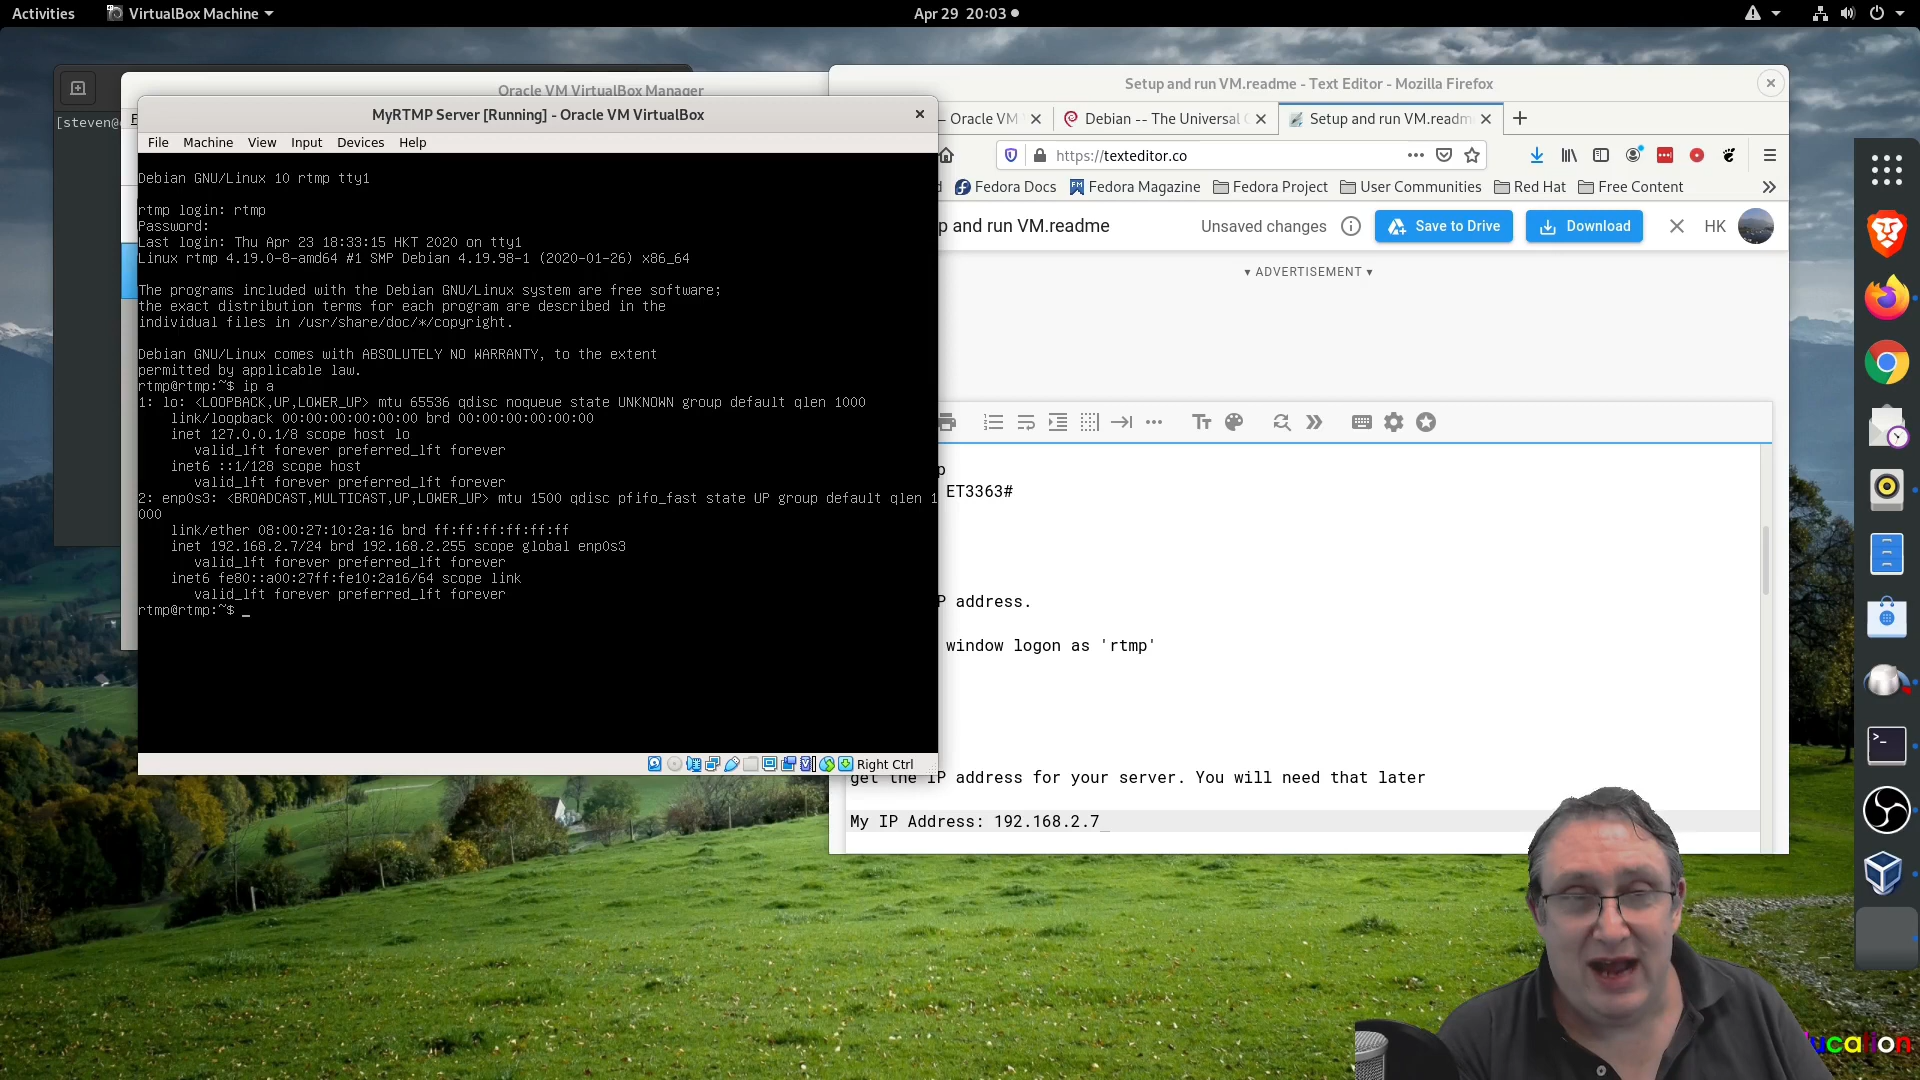 Activities
VirtualBox Machine
Apr 29 20:03
Oracle VM VirtualBox Manager
[steven@
MyRTMP Server [Running] - Oracle VM VirtualBox
File Machine View Input Devices Help
Debian GNU/Linux 10 rtmp tty1
rtmp login: rtmp
Password:
Last login: Thu Apr 23 18:33:15 HKT 2020 on tty1
Linux rtmp 4.19.0-8-amd64 #1 SMP Debian 4.19.98-1 (2020-01-26) x86_64
The programs included with the Debian GNU/Linux system are free software;
the exact distribution terms for each program are described in the
individual files in /usr/share/doc/*/copyright.
Debian GNU/Linux comes with ABSOLUTELY NO WARRANTY, to the extent
permitted by applicable law.
rtmp@rtmp:~$ ip a
1: lo: <LOOPBACK,UP,LOWER_UP> mtu 65536 qdisc noqueue state UNKNOWN group default qlen 1000
link/loopback 00:00:00:00:00:00 brd 00:00:00:00:00:00
inet 127.0.0.1/8 scope host lo
valid_lft forever preferred_lft forever
inet6 ::1/128 scope host
valid_lft forever preferred_lft forever
2: enp0s3: <BROADCAST,MULTICAST,UP,LOWER_UP> mtu 1500 qdisc pfifo_fast state UP group default qlen 1
000
link/ether 08:00:27:10:2a:16 brd ff:ff:ff:ff:ff:ff
inet 192.168.2.7/24 brd 192.168.2.255 scope global enp0s3
valid_lft forever preferred_lft forever
inet6 fe80::a00:27ff:fe10:2a16/64 scope link
valid_lft forever preferred_lft forever
rtmp@rtmp:~$ _
Right Ctrl
Setup and run VM.readme - Text Editor - Mozilla Firefox
– Oracle VM
Debian -- The Universal
Setup and run VM.readm
https://texteditor.co
Fedora Docs
Fedora Magazine
Fedora Project
User Communities
Red Hat
Free Content
p and run VM.readme
Unsaved changes
Save to Drive
Download
HK
▾ ADVERTISEMENT ▾
p
ET3363#
P address.
window logon as 'rtmp'
get the IP address for your server. You will need that later
My IP Address: 192.168.2.7
ucation